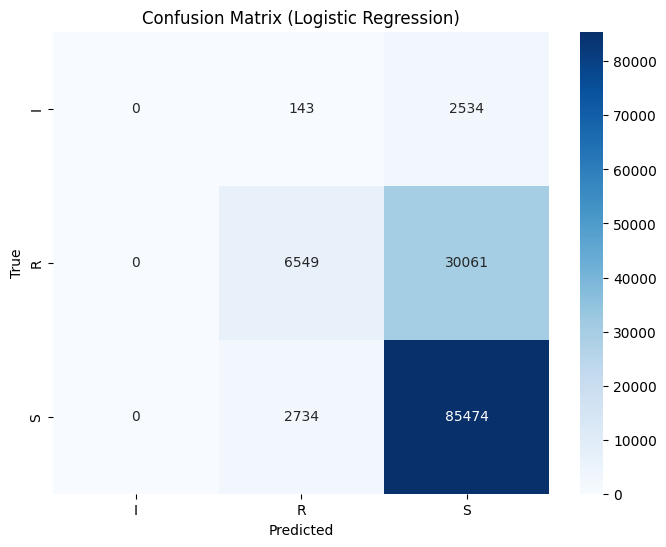 Confusion Matrix (Logistic Regression)
I 0 143 2534
R 0 6549 30061
S 0 2734 85474
True
I R S
Predicted
80000
70000
60000
50000
40000
30000
20000
10000
0